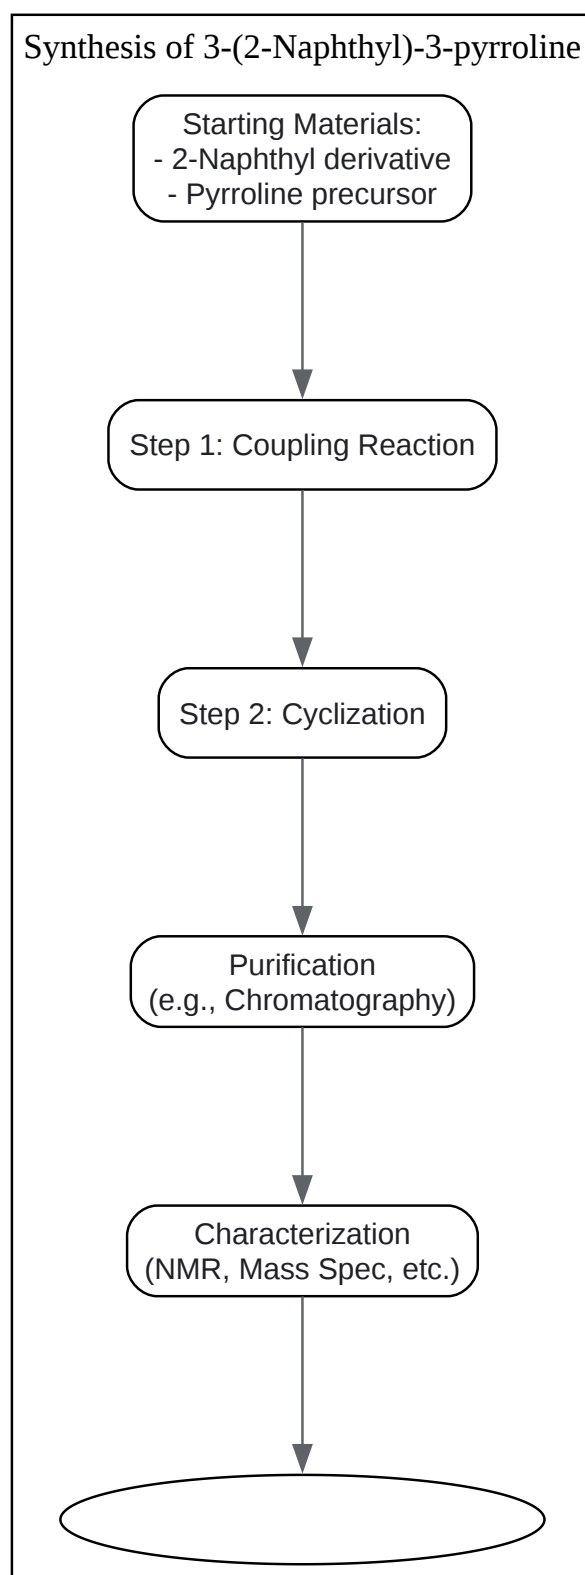 Synthesis of 3-(2-Naphthyl)-3-pyrroline
Starting Materials:
- 2-Naphthyl derivative
- Pyrroline precursor
Step 1: Coupling Reaction
Step 2: Cyclization
Purification
(e.g., Chromatography)
Characterization
(NMR, Mass Spec, etc.)